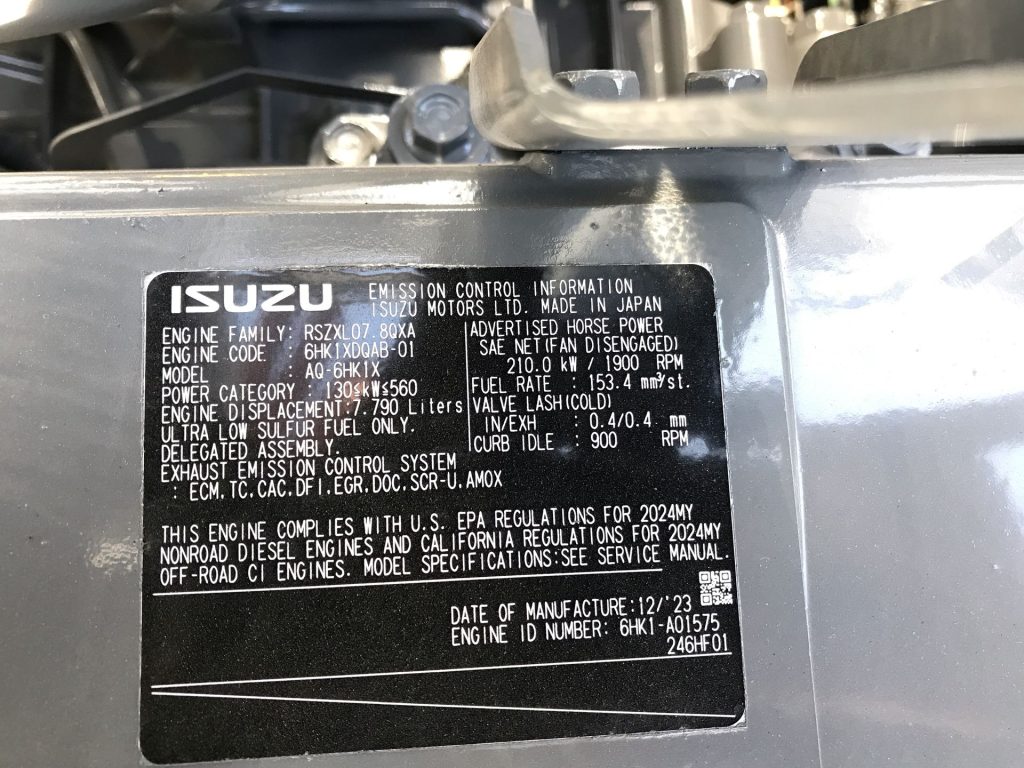 ISUZU
EMISSION CONTROL INFORMATION
ISUZU MOTORS LTD. MADE IN JAPAN
ENGINE FAMILY: RSZXL07.8QXA
ENGINE CODE : 6HK1XDQAB-01
MODEL : AQ-6HK1X
POWER CATEGORY : 130≤kW≤560
ENGINE DISPLACEMENT:7.790 Liters
ULTRA LOW SULFUR FUEL ONLY.
DELEGATED ASSEMBLY.
EXHAUST EMISSION CONTROL SYSTEM
: ECM.TC.CAC.DFI.EGR.DOC.SCR-U.AMOX
ADVERTISED HORSE POWER
SAE NET(FAN DISENGAGED)
210.0 kW / 1900 RPM
FUEL RATE : 153.4 mm³/st.
VALVE LASH(COLD)
IN/EXH : 0.4/0.4 mm
CURB IDLE : 900 RPM
THIS ENGINE COMPLIES WITH U.S. EPA REGULATIONS FOR 2024MY
NONROAD DIESEL ENGINES AND CALIFORNIA REGULATIONS FOR 2024MY
OFF-ROAD CI ENGINES. MODEL SPECIFICATIONS:SEE SERVICE MANUAL.
DATE OF MANUFACTURE:12/'23
ENGINE ID NUMBER: 6HK1-A01575
246HF01